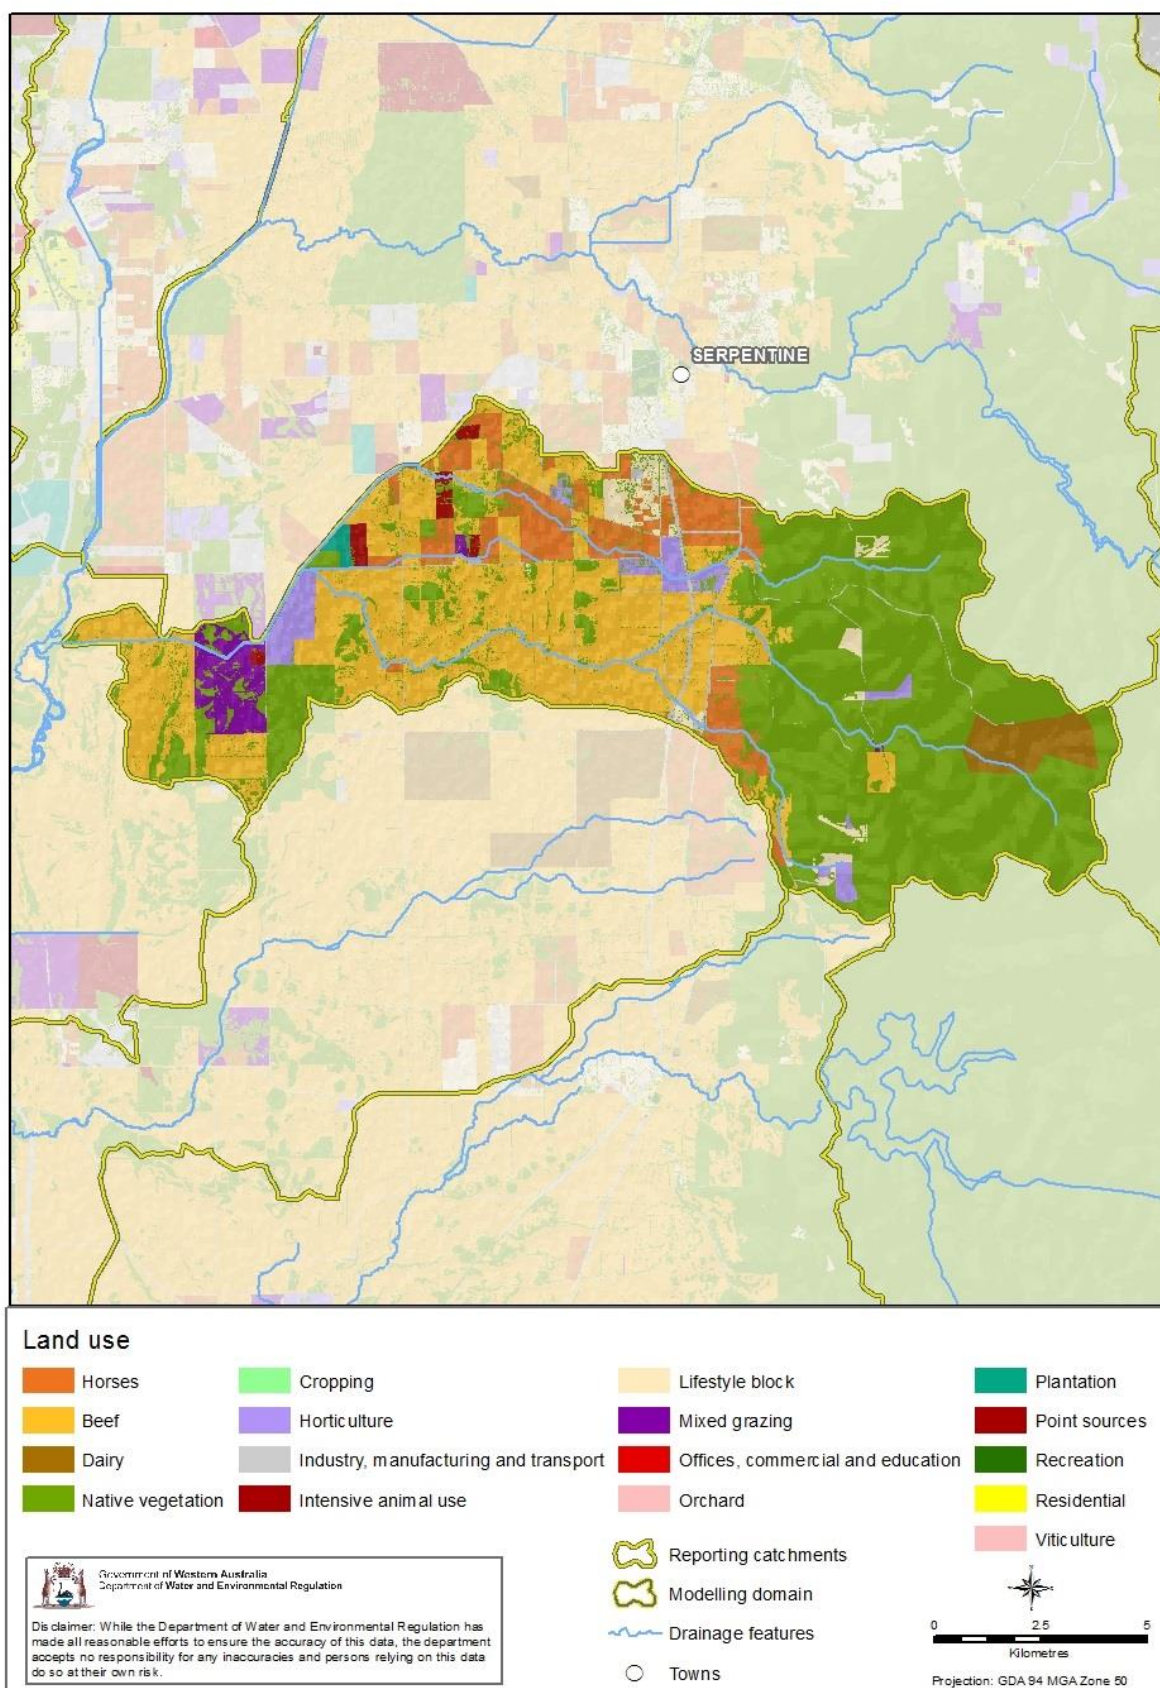 SERPENTINE
Land use
Horses
Beef
Dairy
Native vegetation
Cropping
Horticulture
Industry, manufacturing and transport
Intensive animal use
Lifestyle block
Mixed grazing
Offices, commercial and education
Orchard
Plantation
Point sources
Recreation
Residential
Viticulture
Reporting catchments
Modelling domain
Drainage features
Towns
Government of Western Australia
Department of Water and Environmental Regulation
Disclaimer: While the Department of Water and Environmental Regulation has
made all reasonable efforts to ensure the accuracy of this data, the department
accepts no responsibility for any inaccuracies and persons relying on this data
do so at their own risk.
0 2.5 5
Kilometres
Projection: GDA 94 MGA Zone 50